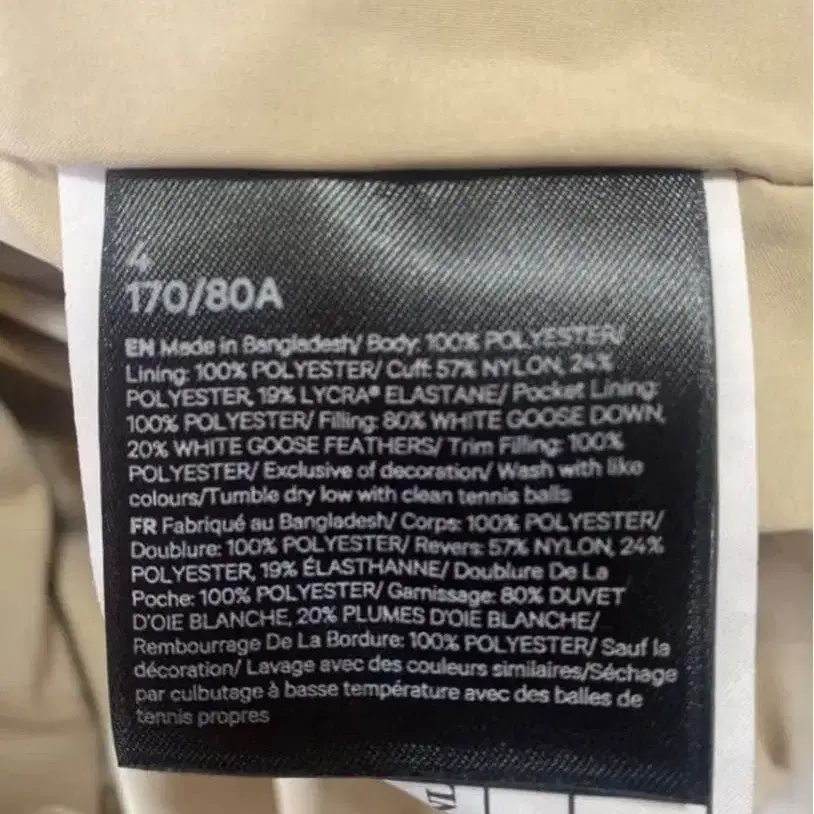 4
170/80A
EN Made in Bangladesh/ Body: 100% POLYESTER/
Lining: 100% POLYESTER/ Cuff: 57% NYLON, 24%
POLYESTER, 19% LYCRA® ELASTANE/ Pocket Lining:
100% POLYESTER/ Filling: 80% WHITE GOOSE DOWN,
20% WHITE GOOSE FEATHERS/ Trim Filling: 100%
POLYESTER/ Exclusive of decoration/ Wash with like
colours/Tumble dry low with clean tennis balls
FR Fabriqué au Bangladesh/ Corps: 100% POLYESTER/
Doublure: 100% POLYESTER/ Revers: 57% NYLON, 24%
POLYESTER, 19% ÉLASTHANNE/ Doublure De La
Poche: 100% POLYESTER/ Garnissage: 80% DUVET
D'OIE BLANCHE, 20% PLUMES D'OIE BLANCHE/
Rembourrage De La Bordure: 100% POLYESTER/ Sauf la
décoration/ Lavage avec des couleurs similaires/Séchage
par culbutage à basse température avec des balles de
tennis propres